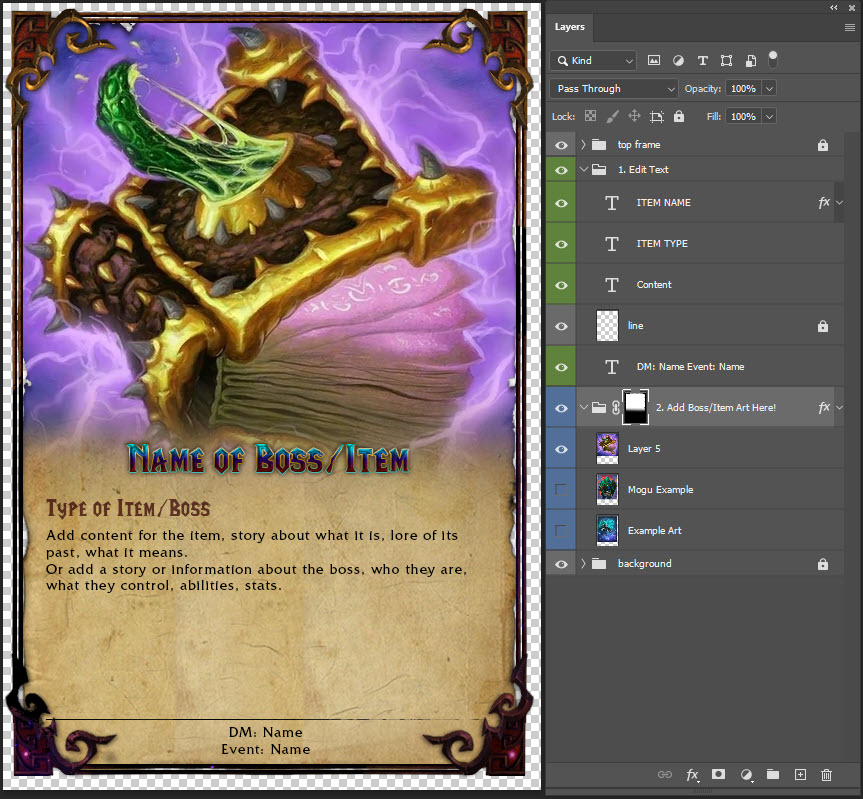 Layers
Kind
Pass Through
Opacity: 100%
Lock:
Fill: 100%
top frame
1. Edit Text
T ITEM NAME fx
T ITEM TYPE
T Content
line
T DM: Name Event: Name
2. Add Boss/Item Art Here! fx
Layer 5
Mogu Example
Example Art
background
fx
Name of Boss/Item
Type of Item/Boss
Add content for the item, story about what it is, lore of its
past, what it means.
Or add a story or information about the boss, who they are,
what they control, abilities, stats.
DM: Name
Event: Name